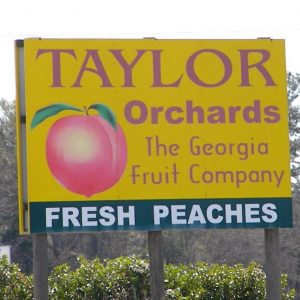 TAYLOR
Orchards
The Georgia
Fruit Company
FRESH PEACHES